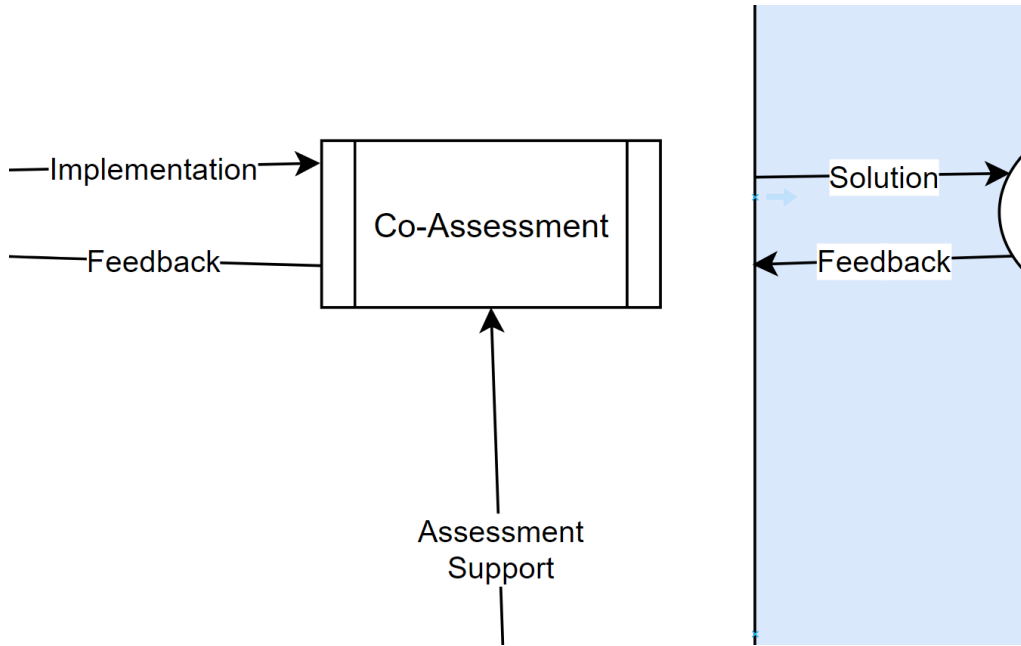 Implementation
Solution
Co-Assessment
Feedback
Feedback
Assessment
Support